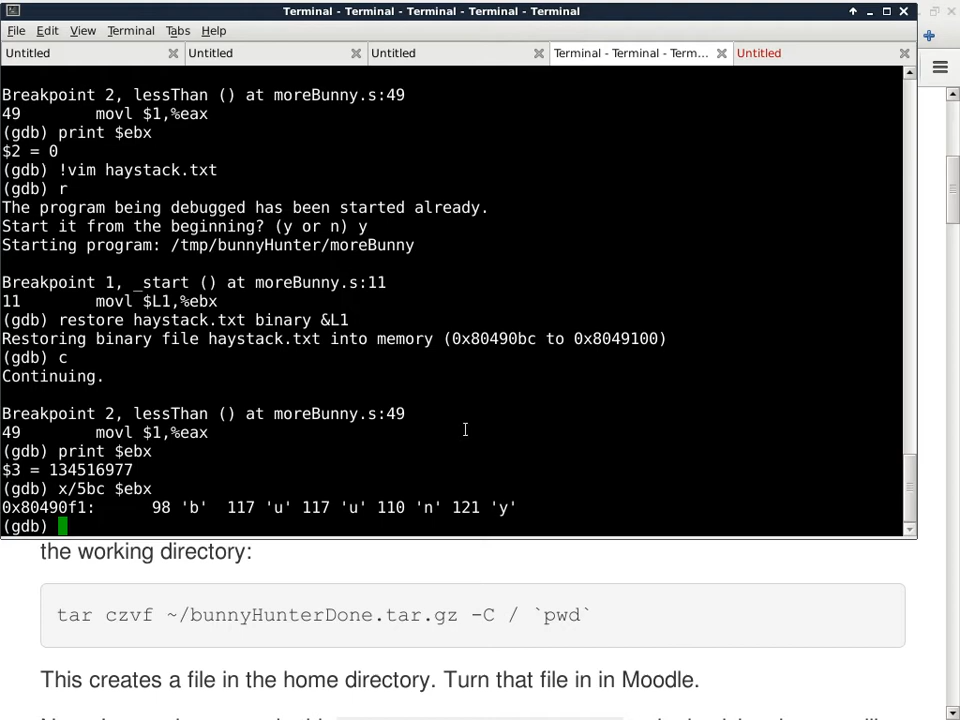 Terminal - Terminal - Terminal - Terminal - Terminal
File Edit View Terminal Tabs Help
Untitled Untitled Untitled Terminal - Terminal - Term... Untitled
Breakpoint 2, lessThan () at moreBunny.s:49
49 movl $1,%eax
(gdb) print $ebx
$2 = 0
(gdb) !vim haystack.txt
(gdb) r
The program being debugged has been started already.
Start it from the beginning? (y or n) y
Starting program: /tmp/bunnyHunter/moreBunny
Breakpoint 1, _start () at moreBunny.s:11
11 movl $L1,%ebx
(gdb) restore haystack.txt binary &L1
Restoring binary file haystack.txt into memory (0x80490bc to 0x8049100)
(gdb) c
Continuing.
Breakpoint 2, lessThan () at moreBunny.s:49
49 movl $1,%eax
(gdb) print $ebx
$3 = 134516977
(gdb) x/5bc $ebx
0x80490f1: 98 'b' 117 'u' 117 'u' 110 'n' 121 'y'
(gdb)
the working directory:
tar czvf ~/bunnyHunterDone.tar.gz -C / `pwd`
This creates a file in the home directory. Turn that file in in Moodle.